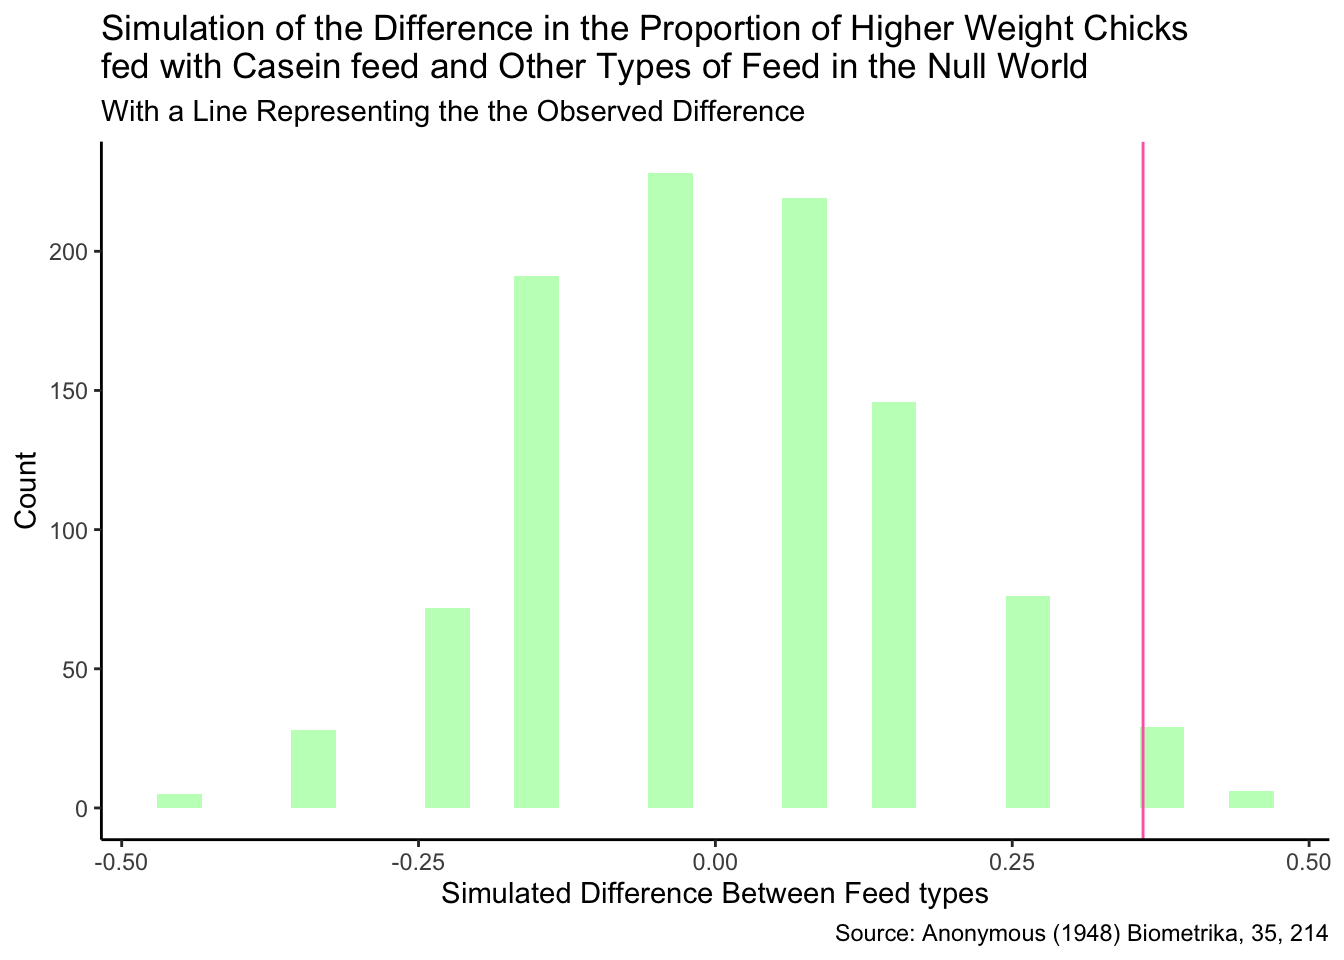 Simulation of the Difference in the Proportion of Higher Weight Chicks
fed with Casein feed and Other Types of Feed in the Null World
With a Line Representing the the Observed Difference
Count
200
150
100
50
0
-0.50
-0.25
0.00
0.25
0.50
Simulated Difference Between Feed types
Source: Anonymous (1948) Biometrika, 35, 214